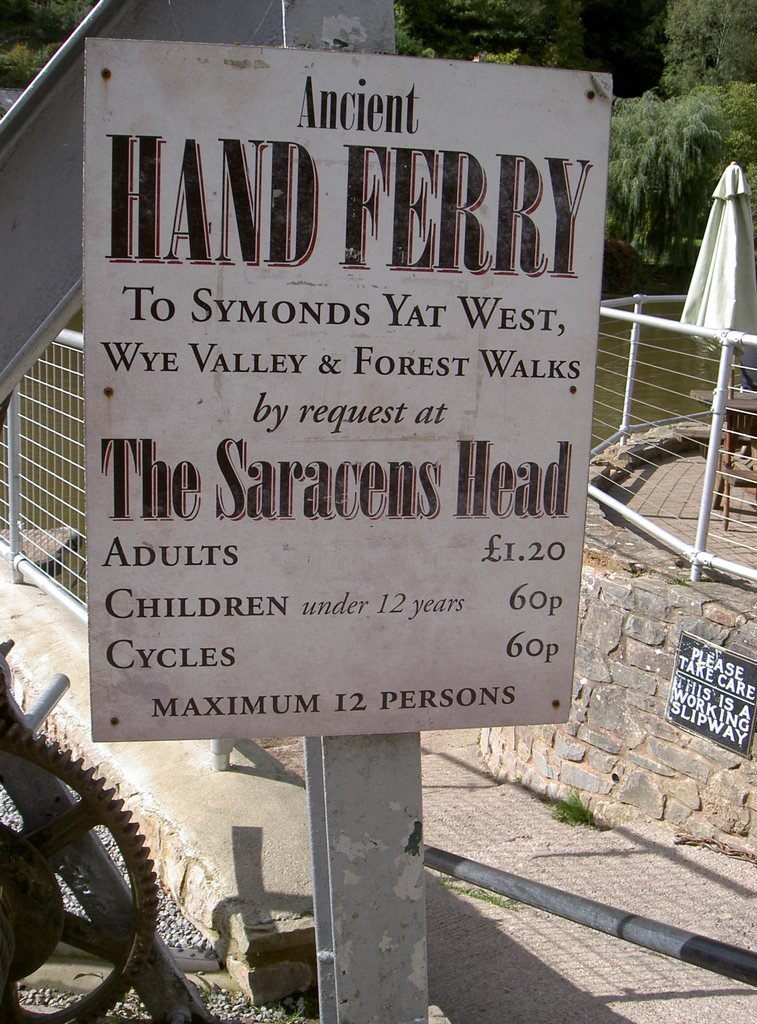 Ancient
HAND FERRY
TO SYMONDS YAT WEST,
WYE VALLEY & FOREST WALKS
by request at
The Saracens Head
ADULTS £1.20
CHILDREN under 12 years 60p
CYCLES 60p
MAXIMUM 12 PERSONS
PLEASE
TAKE CARE
THIS IS A
WORKING
SLIPWAY